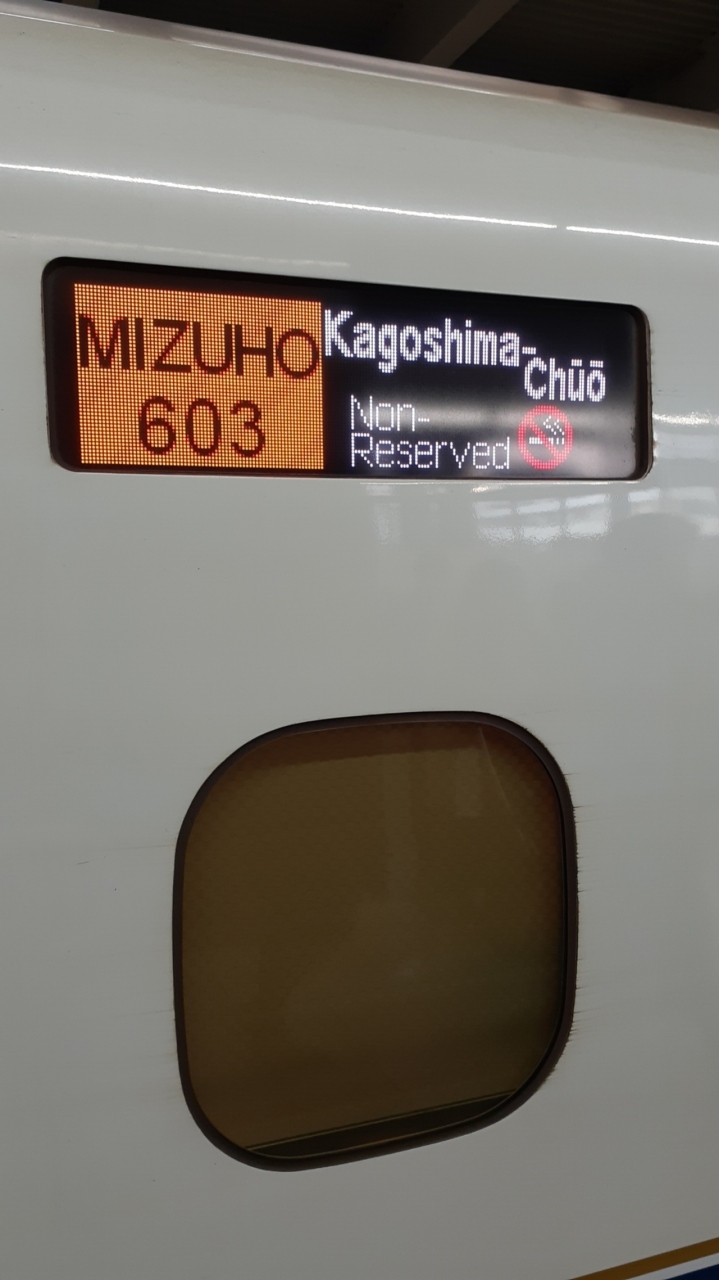 MIZUHO
603
Kagoshima-
Chūō
Non-
Reserved